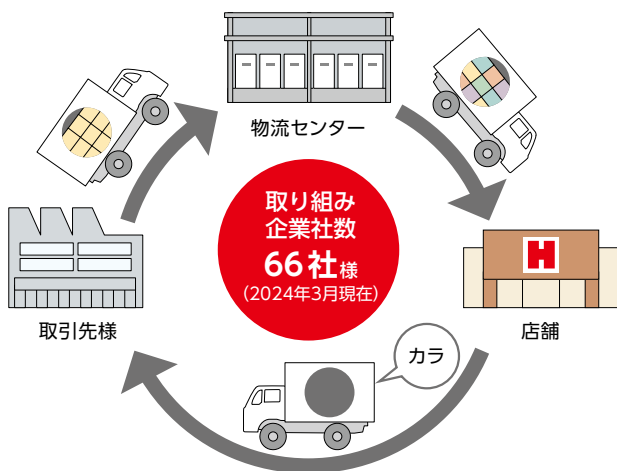 物流センター
取り組み
企業社数
66社様
(2024年3月現在)
H
取引先様
店舗
カラ